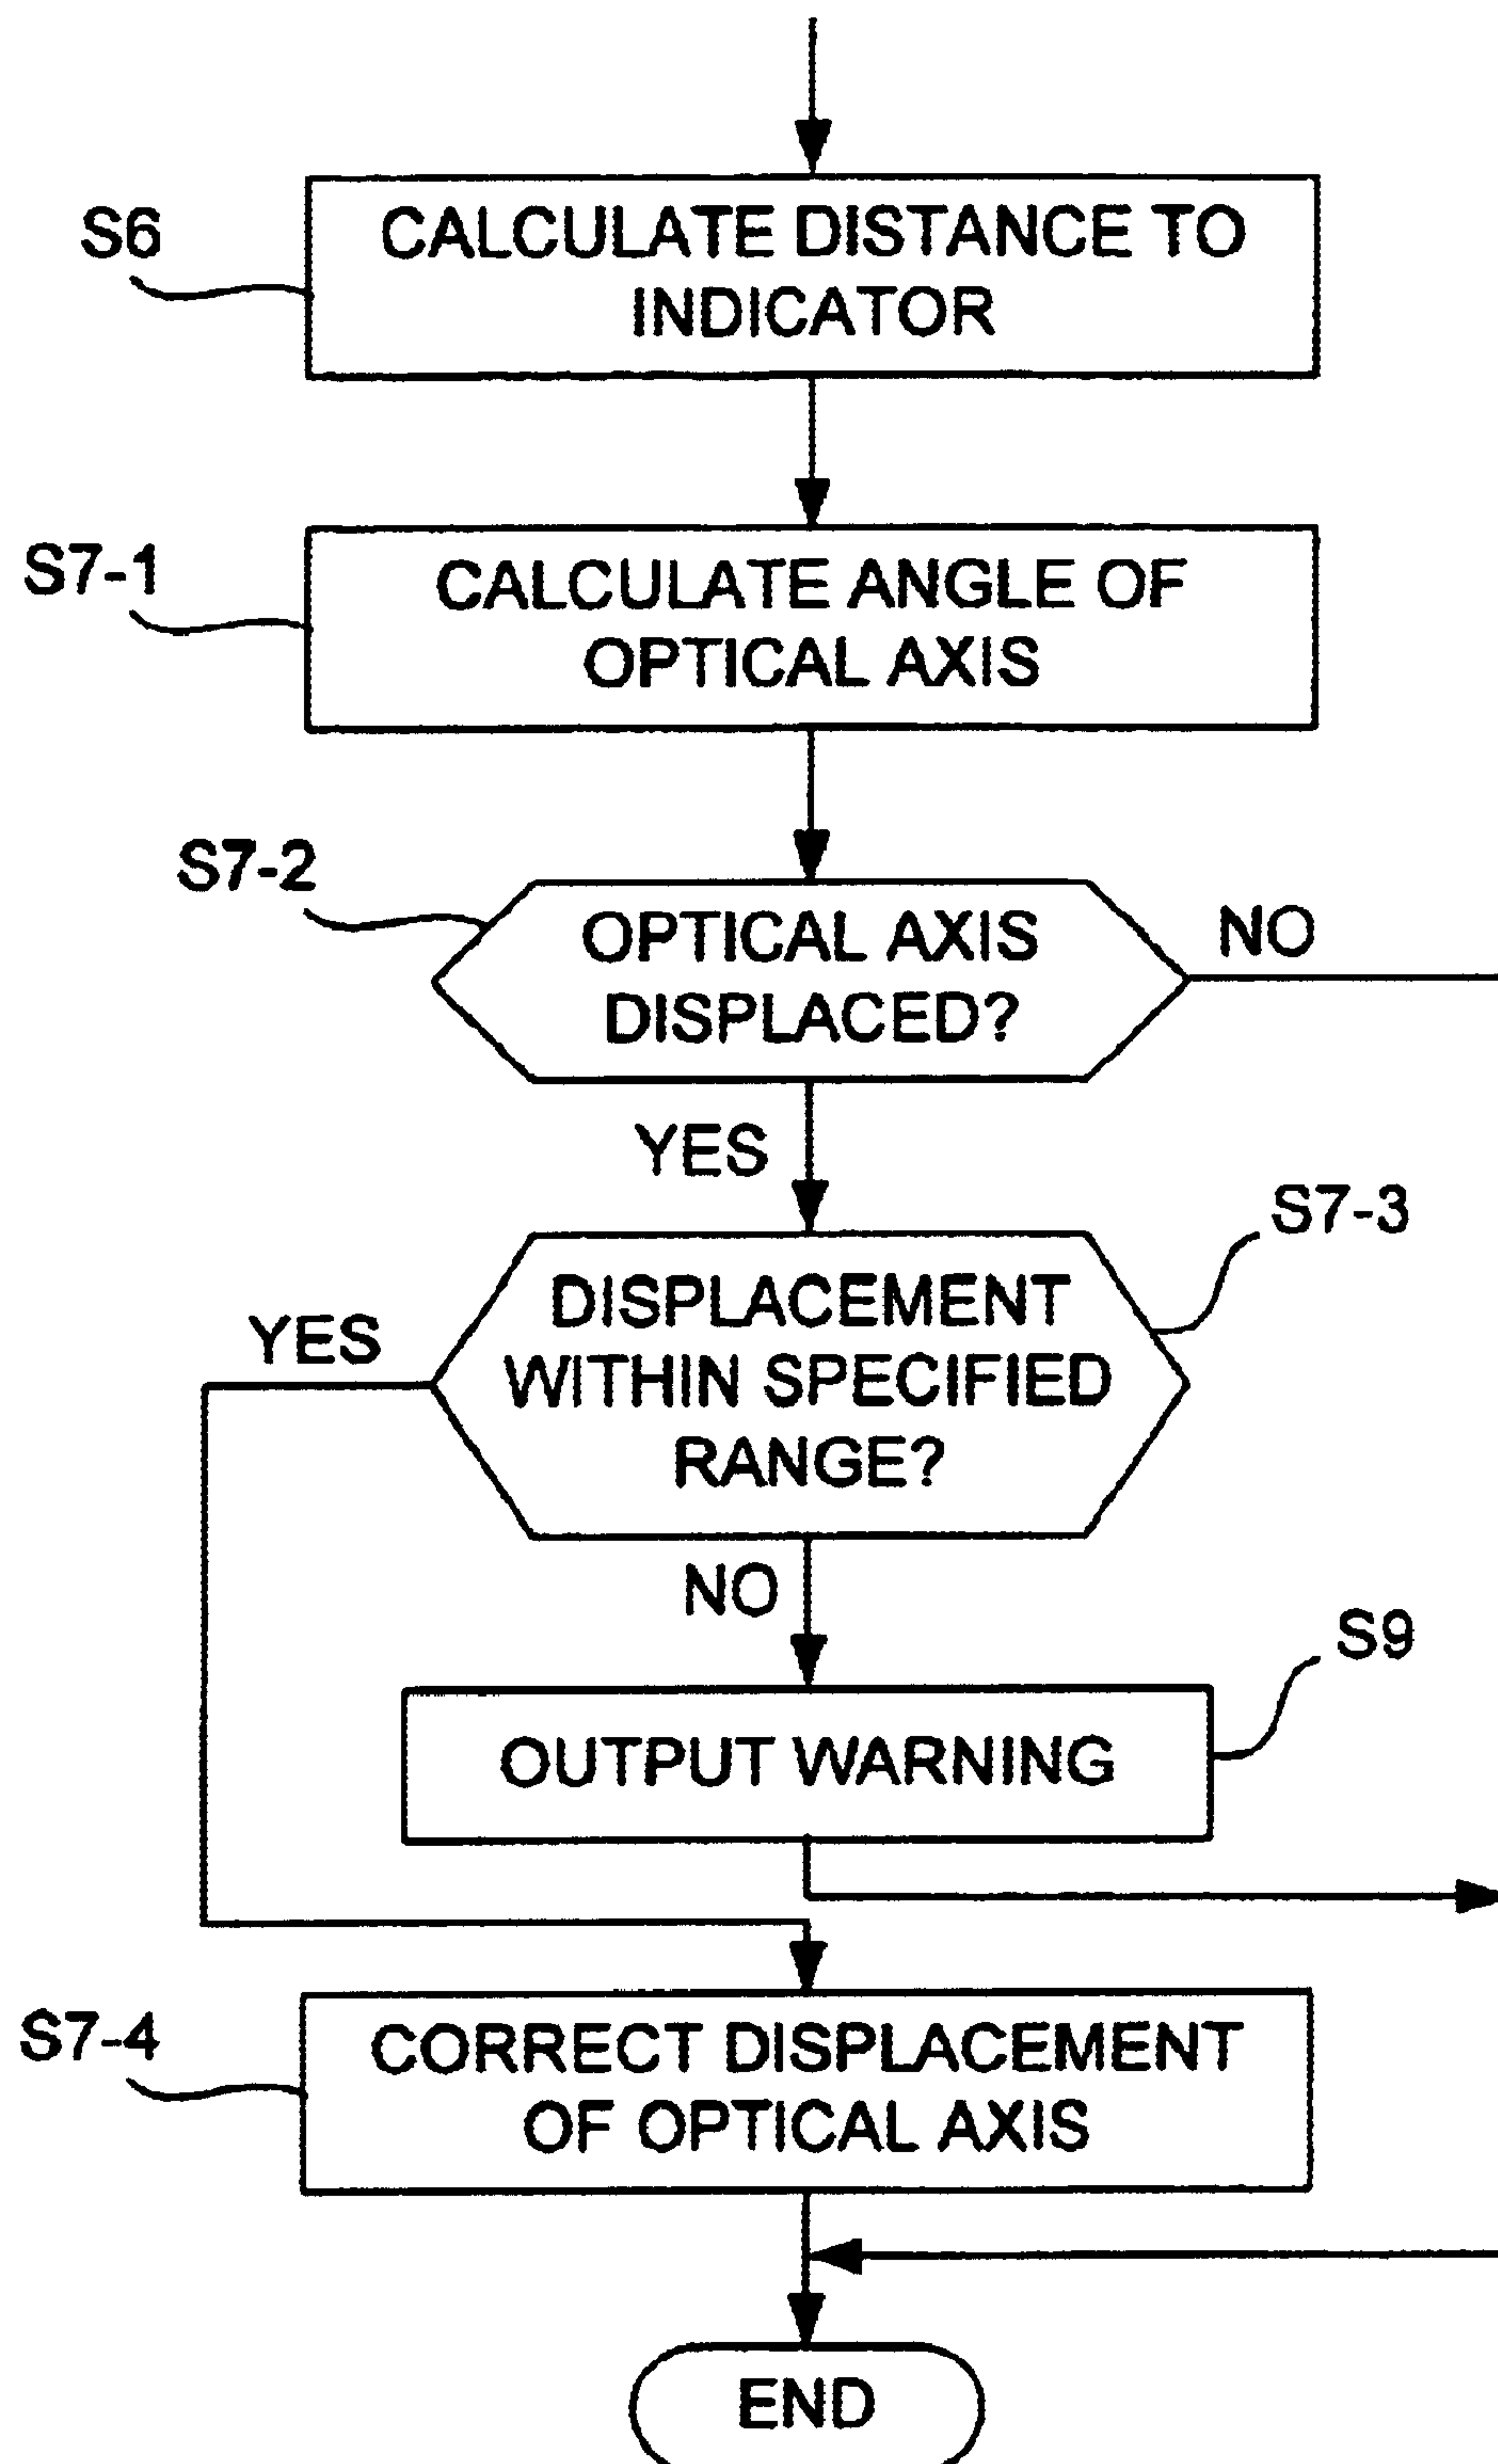 S6
CALCULATE DISTANCE TO
INDICATOR
S7-1
CALCULATE ANGLE OF
OPTICAL AXIS
S7-2
OPTICAL AXIS
DISPLACED?
NO
YES
S7-3
DISPLACEMENT
WITHIN SPECIFIED
RANGE?
YES
NO
S9
OUTPUT WARNING
S7-4
CORRECT DISPLACEMENT
OF OPTICAL AXIS
END